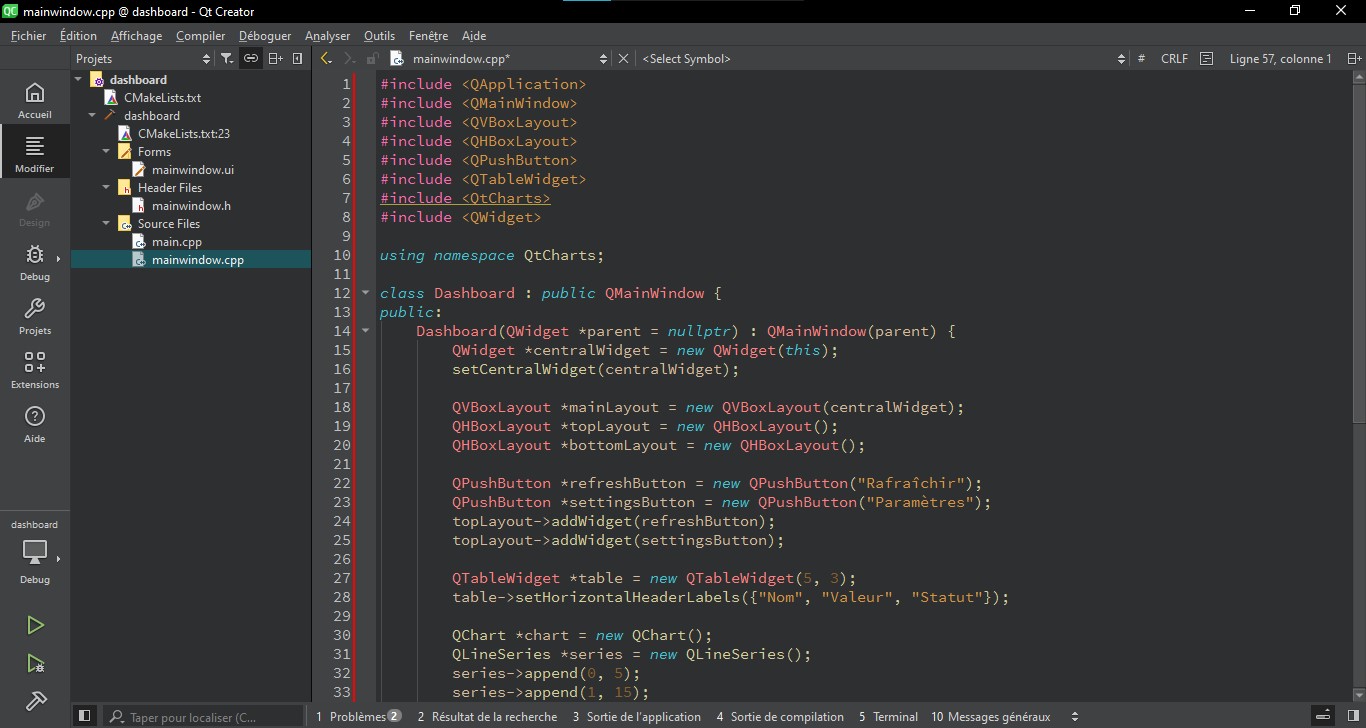 QC mainwindow.cpp @ dashboard - Qt Creator
Fichier Édition Affichage Compiler Déboguer Analyser Outils Fenêtre Aide
Projets
mainwindow.cpp* <Select Symbol> # CRLF Ligne 57, colonne 1
Accueil
Modifier
Design
Debug
Projets
Extensions
Aide
dashboard
Debug
dashboard
CMakeLists.txt
dashboard
CMakeLists.txt:23
Forms
mainwindow.ui
Header Files
mainwindow.h
Source Files
main.cpp
mainwindow.cpp
1 #include <QApplication>
2 #include <QMainWindow>
3 #include <QVBoxLayout>
4 #include <QHBoxLayout>
5 #include <QPushButton>
6 #include <QTableWidget>
7 #include <QtCharts>
8 #include <QWidget>
9
10 using namespace QtCharts;
11
12 class Dashboard : public QMainWindow {
13 public:
14 Dashboard(QWidget *parent = nullptr) : QMainWindow(parent) {
15 QWidget *centralWidget = new QWidget(this);
16 setCentralWidget(centralWidget);
17
18 QVBoxLayout *mainLayout = new QVBoxLayout(centralWidget);
19 QHBoxLayout *topLayout = new QHBoxLayout();
20 QHBoxLayout *bottomLayout = new QHBoxLayout();
21
22 QPushButton *refreshButton = new QPushButton("Rafraîchir");
23 QPushButton *settingsButton = new QPushButton("Paramètres");
24 topLayout->addWidget(refreshButton);
25 topLayout->addWidget(settingsButton);
26
27 QTableWidget *table = new QTableWidget(5, 3);
28 table->setHorizontalHeaderLabels({"Nom", "Valeur", "Statut"});
29
30 QChart *chart = new QChart();
31 QLineSeries *series = new QLineSeries();
32 series->append(0, 5);
33 series->append(1, 15);
Taper pour localiser (C... 1 Problèmes 2 2 Résultat de la recherche 3 Sortie de l'application 4 Sortie de compilation 5 Terminal 10 Messages généraux